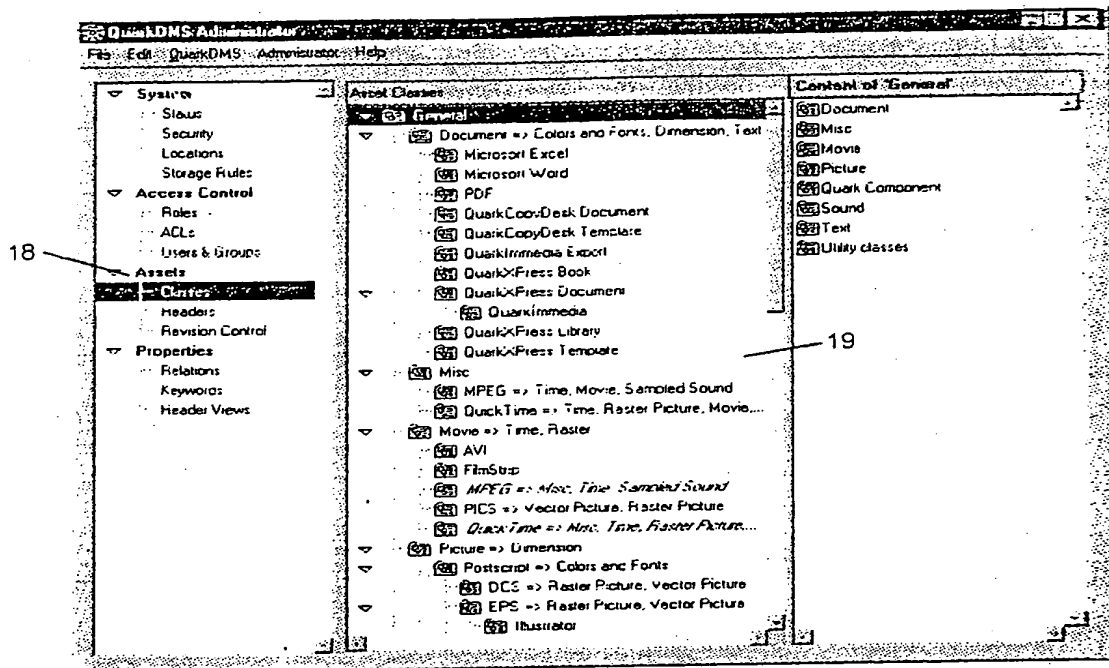 QuarkDMS Administrator
File Edit QuarkDMS Administrator Help
System
Status
Security
Locations
Storage Rules
Access Control
Roles
ACLs
Users & Groups
18
Assets
Classes
Headers
Revision Control
Properties
Relations
Keywords
Header Views
Asset Classes
General
Document => Colors and Fonts, Dimension, Text
Microsoft Excel
Microsoft Word
PDF
QuarkCopyDesk Document
QuarkCopyDesk Template
QuarkImmedia Export
QuarkXPress Book
QuarkXPress Document
QuarkImmedia
QuarkXPress Library
QuarkXPress Template
19
Misc
MPEG => Time, Movie, Sampled Sound
QuickTime => Time, Raster Picture, Movie,...
Movie => Time, Raster
AVI
FilmStrip
MPEG => Misc, Time, Sampled Sound
PICS => Vector Picture, Raster Picture
QuickTime => Misc, Time, Raster Picture,...
Picture => Dimension
Postscript => Colors and Fonts
DCS => Raster Picture, Vector Picture
EPS => Raster Picture, Vector Picture
Illustrator
Content of "General"
Document
Misc
Movie
Picture
Quark Component
Sound
Text
Utility classes